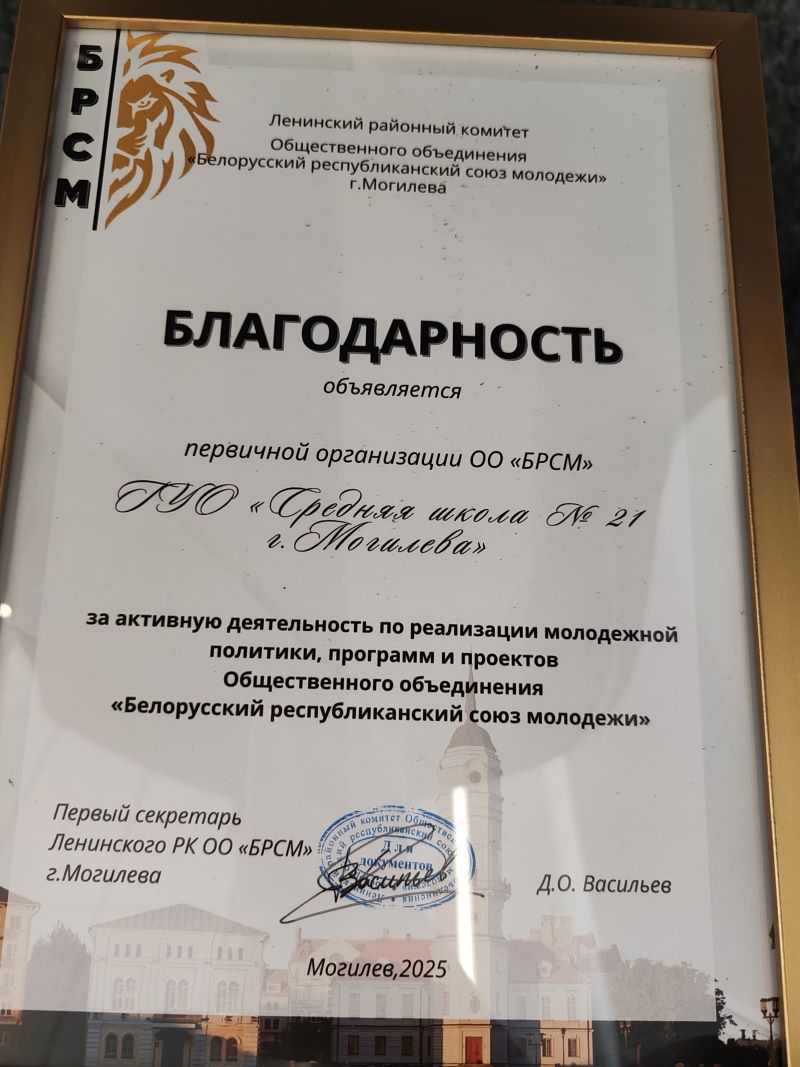 БРСМ
Ленинский районный комитет
Общественного объединения
«Белорусский республиканский союз молодежи»
г.Могилева
БЛАГОДАРНОСТЬ
объявляется
первичной организации ОО «БРСМ»
ГУО «Средняя школа № 21
г. Могилева»
за активную деятельность по реализации молодежной
политики, программ и проектов
Общественного объединения
«Белорусский республиканский союз молодежи»
Первый секретарь
Ленинского РК ОО «БРСМ»
г.Могилева
Для
документов
Васильев
Д.О. Васильев
Могилев,2025